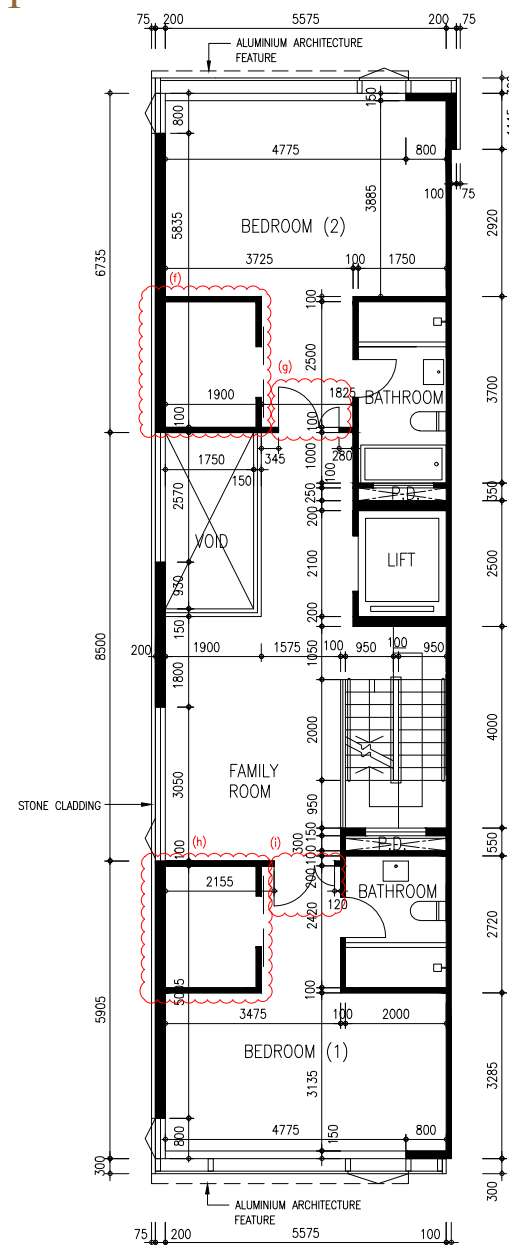 75 200 5575 200 75
ALUMINIUM ARCHITECTURE
FEATURE
150
800
4775 800
100 75
3885
5835
2920
BEDROOM (2)
6735
3725 100 1750
(f)
100
(g)
2500
3700
1900 1825
BATHROOM
100 100
345 280
1000 100
1750
150
2570 250 P.D. 350
200
VOID
2100 LIFT 2500
930
150 200
8500
200 1900 1575 100 950 100 950
1050
1800
2000 4000
FAMILY
ROOM
3050
STONE CLADDING
950
150
(h) (i) 300 P.D. 550
100 100
200
2155 120 BATHROOM
2420 2720
5905
100
3475 100 2000
BEDROOM (1)
3135 3285
4775 800
800 150
300 300
ALUMINIUM ARCHITECTURE
FEATURE
75 200 5575 100